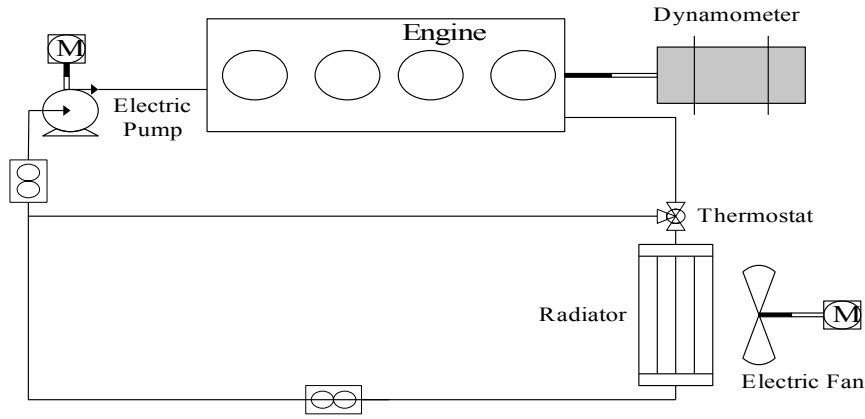 Dynamometer
Engine
M
Electric
Pump
Thermostat
Radiator
M
Electric Fan